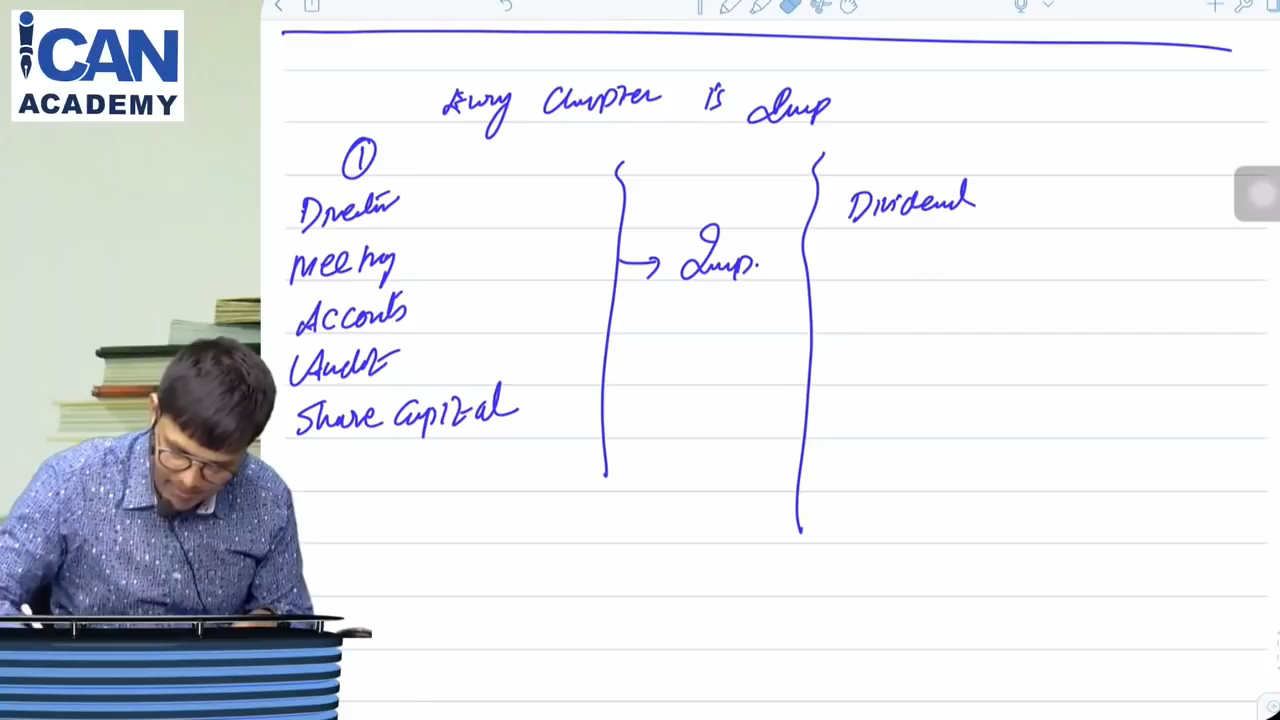 iCAN
ACADEMY
Every Chapter is Imp
1
Director
Meeting
Accounts
Audit
Share Capital
→ Imp.
Dividend